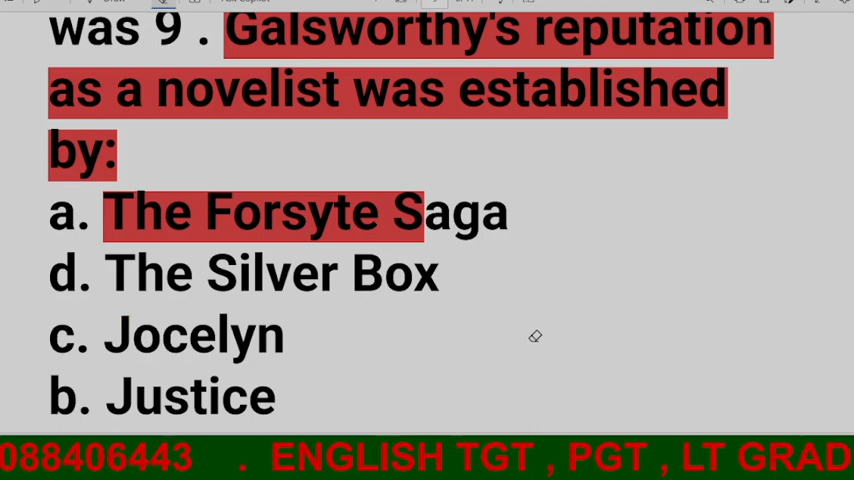 was 9 . Galsworthy's reputation
as a novelist was established
by:
a. The Forsyte Saga
d. The Silver Box
c. Jocelyn
b. Justice
088406443 . ENGLISH TGT , PGT , LT GRAD